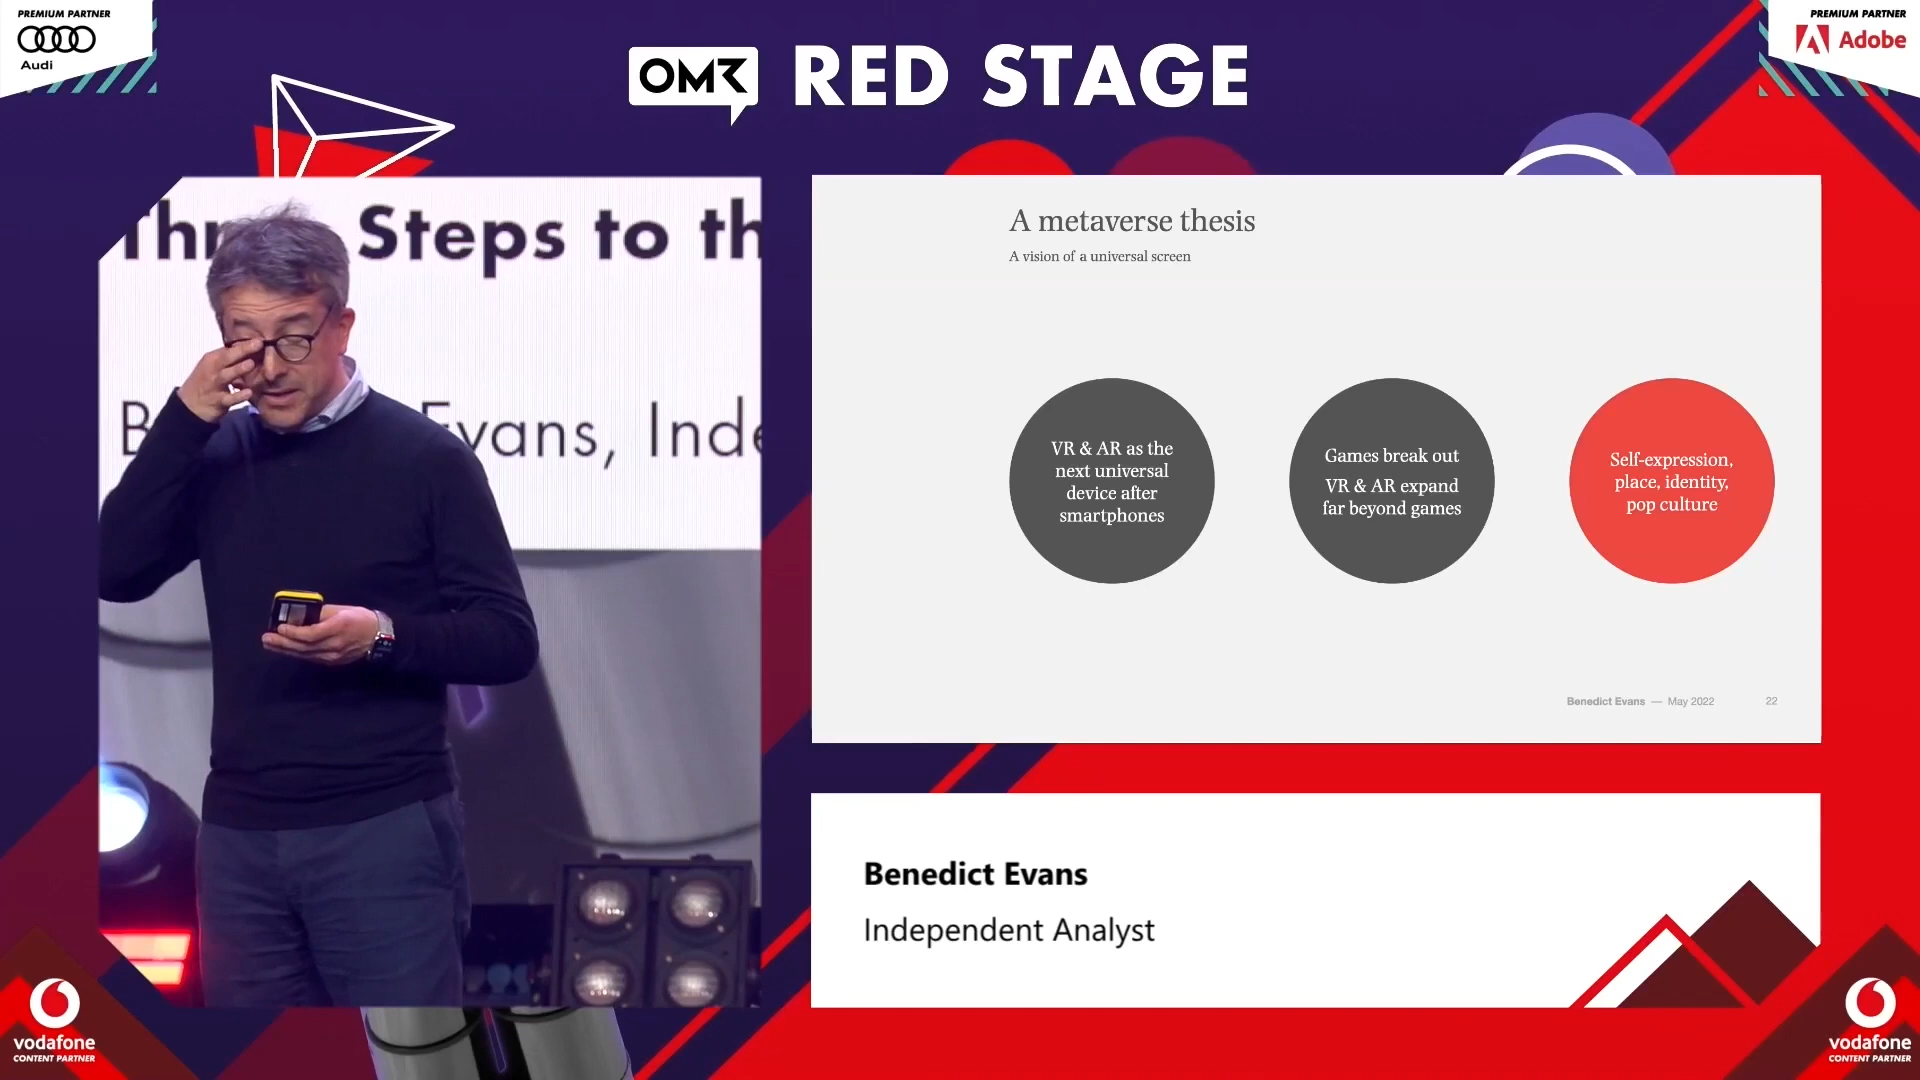 PREMIUM PARTNER
Audi
OMR RED STAGE
PREMIUM PARTNER
Adobe
Steps to th
Evans, Inde
A metaverse thesis
A vision of a universal screen
VR & AR as the
next universal
device after
smartphones
Games break out
VR & AR expand
far beyond games
Self-expression,
place, identity,
pop culture
Benedict Evans — May 2022 22
Benedict Evans
Independent Analyst
vodafone
CONTENT PARTNER
vodafone
CONTENT PARTNER